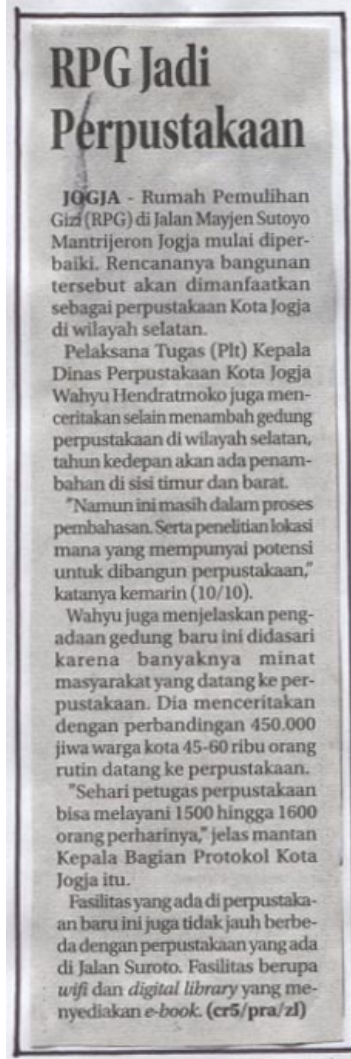 RPG Jadi
Perpustakaan
JOGJA - Rumah Pemulihan
Gizi (RPG) di Jalan Mayjen Sutoyo
Mantrijeron Jogja mulai diper-
baiki. Rencananya bangunan
tersebut akan dimanfaatkan
sebagai perpustakaan Kota Jogja
di wilayah selatan.
Pelaksana Tugas (Plt) Kepala
Dinas Perpustakaan Kota Jogja
Wahyu Hendratmoko juga men-
ceritakan selain menambah gedung
perpustakaan di wilayah selatan,
tahun kedepan akan ada penam-
bahan di sisi timur dan barat.
"Namun ini masih dalam proses
pembahasan. Serta penelitian lokasi
mana yang mempunyai potensi
untuk dibangun perpustakaan,"
katanya kemarin (10/10).
Wahyu juga menjelaskan peng-
adaan gedung baru ini didasari
karena banyaknya minat
masyarakat yang datang ke per-
pustakaan. Dia menceritakan
dengan perbandingan 450.000
jiwa warga kota 45-60 ribu orang
rutin datang ke perpustakaan.
"Sehari petugas perpustakaan
bisa melayani 1500 hingga 1600
orang perharinya," jelas mantan
Kepala Bagian Protokol Kota
Jogja itu.
Fasilitas yang ada di perpustaka-
an baru ini juga tidak jauh berbe-
da dengan perpustakaan yang ada
di Jalan Suroto. Fasilitas berupa
wifi dan digital library yang me-
nyediakan e-book. (cr5/pra/zl)